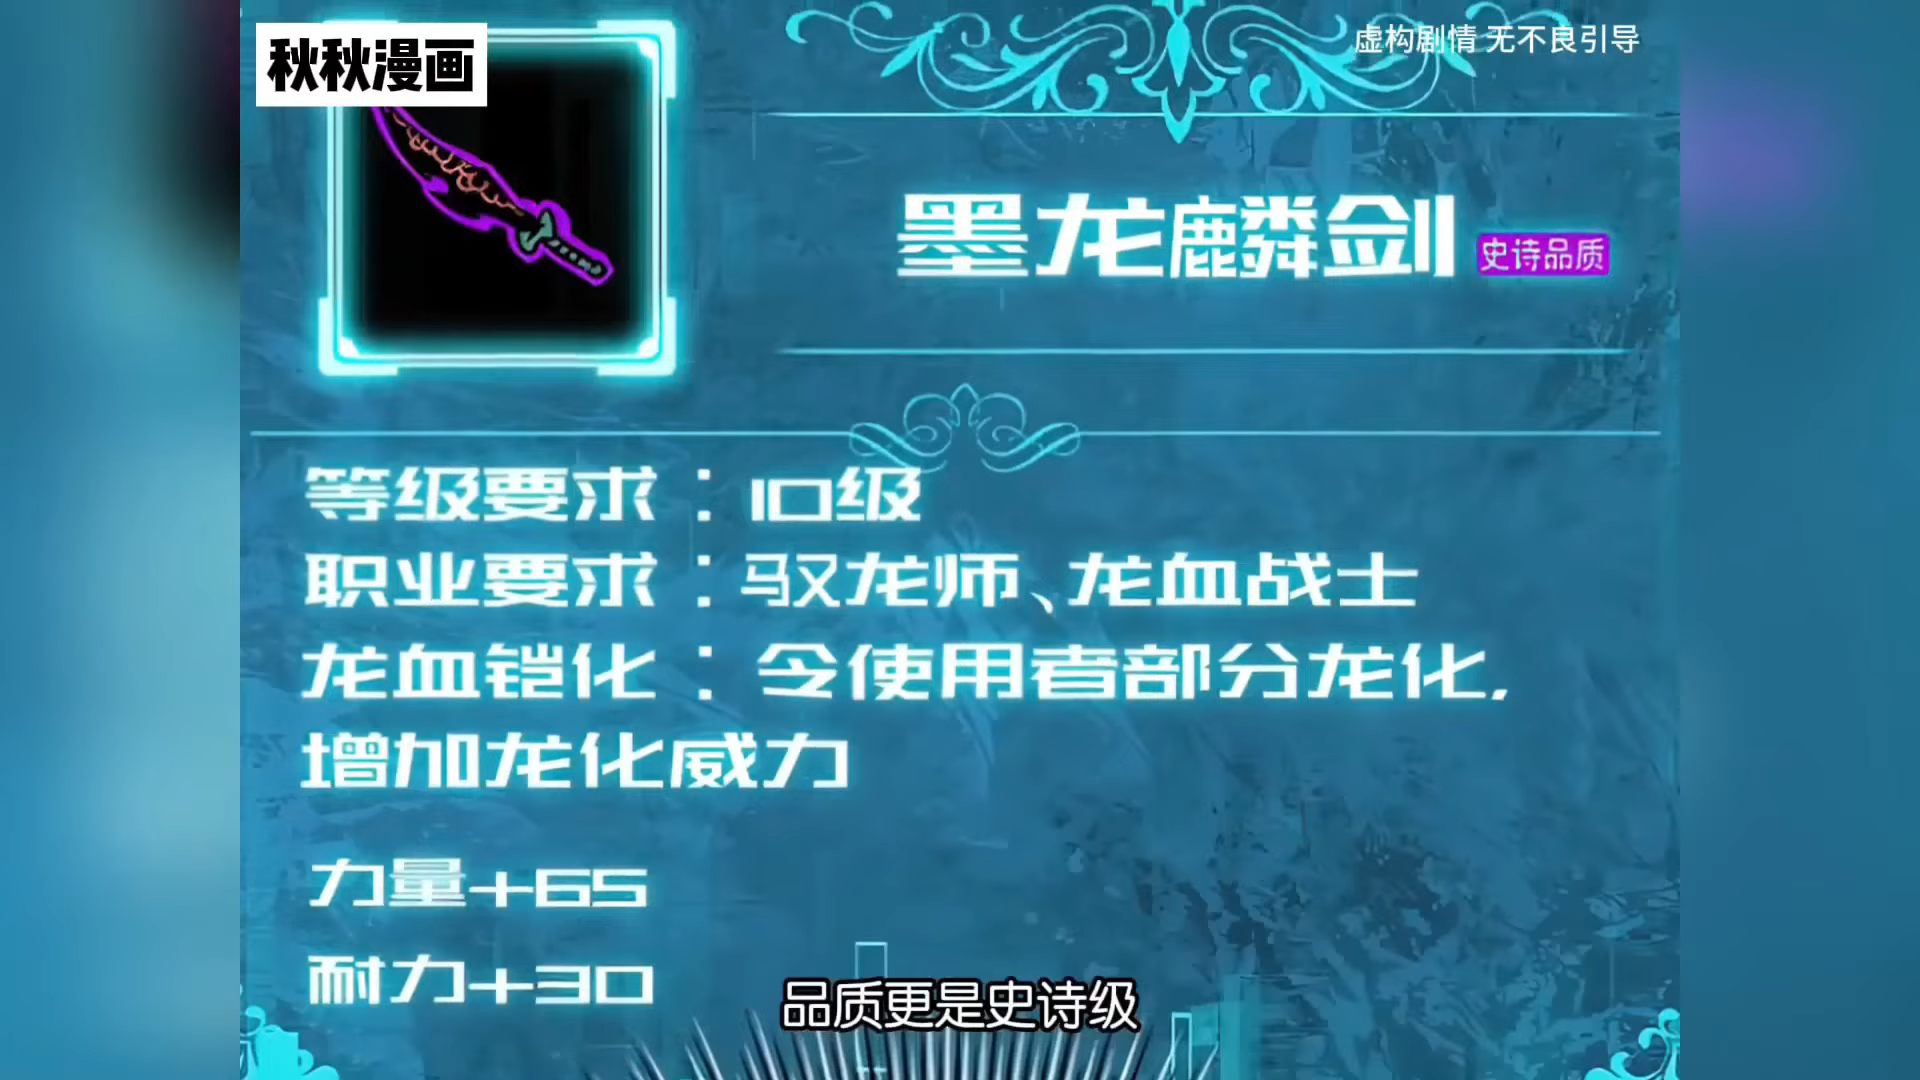 秋秋漫画
虚构剧情 无不良引导
墨龙麟剑
史诗品质
等级要求：10级
职业要求：驭龙师、龙血战士
龙血铠化：令使用者部分龙化,
增加龙化威力
力量+65
耐力+30
品质更是史诗级